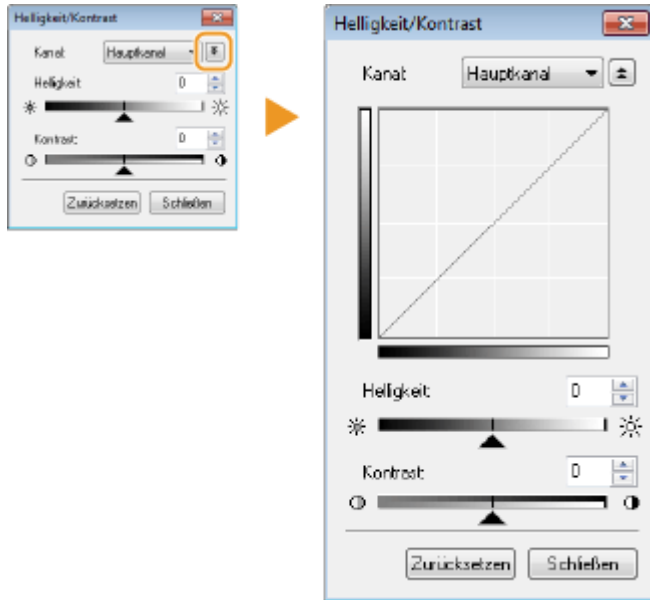 Helligkeit/Kontrast
Kanal: Hauptkanal
Helligkeit: 0
Kontrast: 0
Zurücksetzen Schließen
Helligkeit/Kontrast
Kanal: Hauptkanal
Helligkeit: 0
Kontrast: 0
Zurücksetzen Schließen